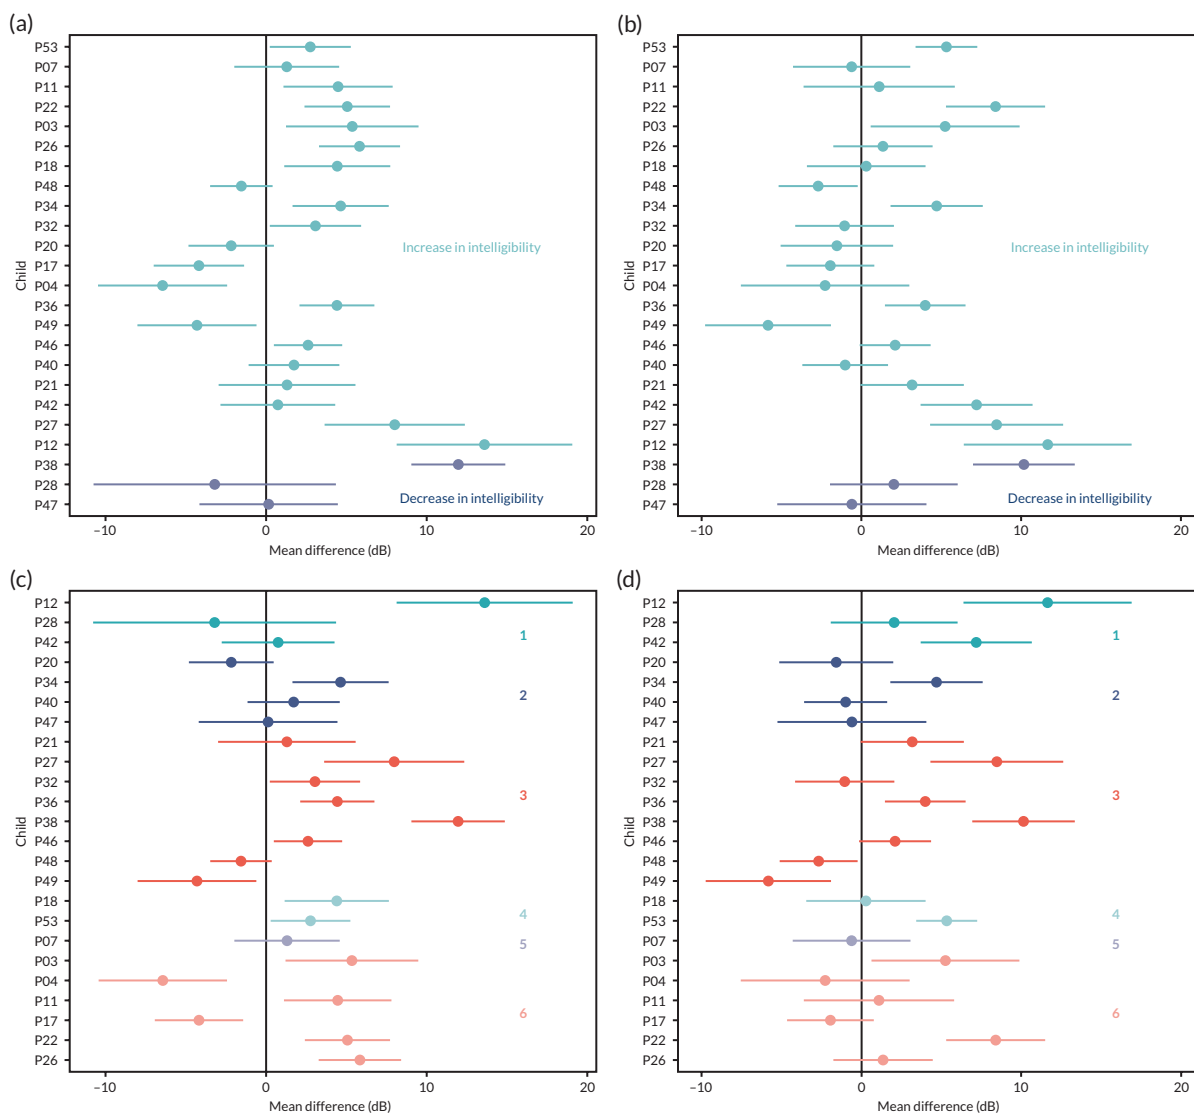 (a)
P53
P07
P11
P22
P03
P26
P18
P48
P34
P32
P20
Increase in intelligibility
P17
P04
P36
P49
P46
P40
P21
P42
P27
P12
P38
P28
Decrease in intelligibility
P47
Child
−10 0 10 20
Mean difference (dB)
(b)
P53
P07
P11
P22
P03
P26
P18
P48
P34
P32
P20
Increase in intelligibility
P17
P04
P36
P49
P46
P40
P21
P42
P27
P12
P38
P28
Decrease in intelligibility
P47
Child
−10 0 10 20
Mean difference (dB)
(c)
P12
P28
1
P42
P20
P34
2
P40
P47
P21
P27
P32
3
P36
P38
P46
P48
P49
P18
4
P53
P07
5
P03
P04
P11
6
P17
P22
P26
Child
−10 0 10 20
Mean difference (dB)
(d)
P12
P28
1
P42
P20
P34
2
P40
P47
P21
P27
P32
3
P36
P38
P46
P48
P49
P18
4
P53
P07
5
P03
P04
P11
6
P17
P22
P26
Child
−10 0 10 20
Mean difference (dB)